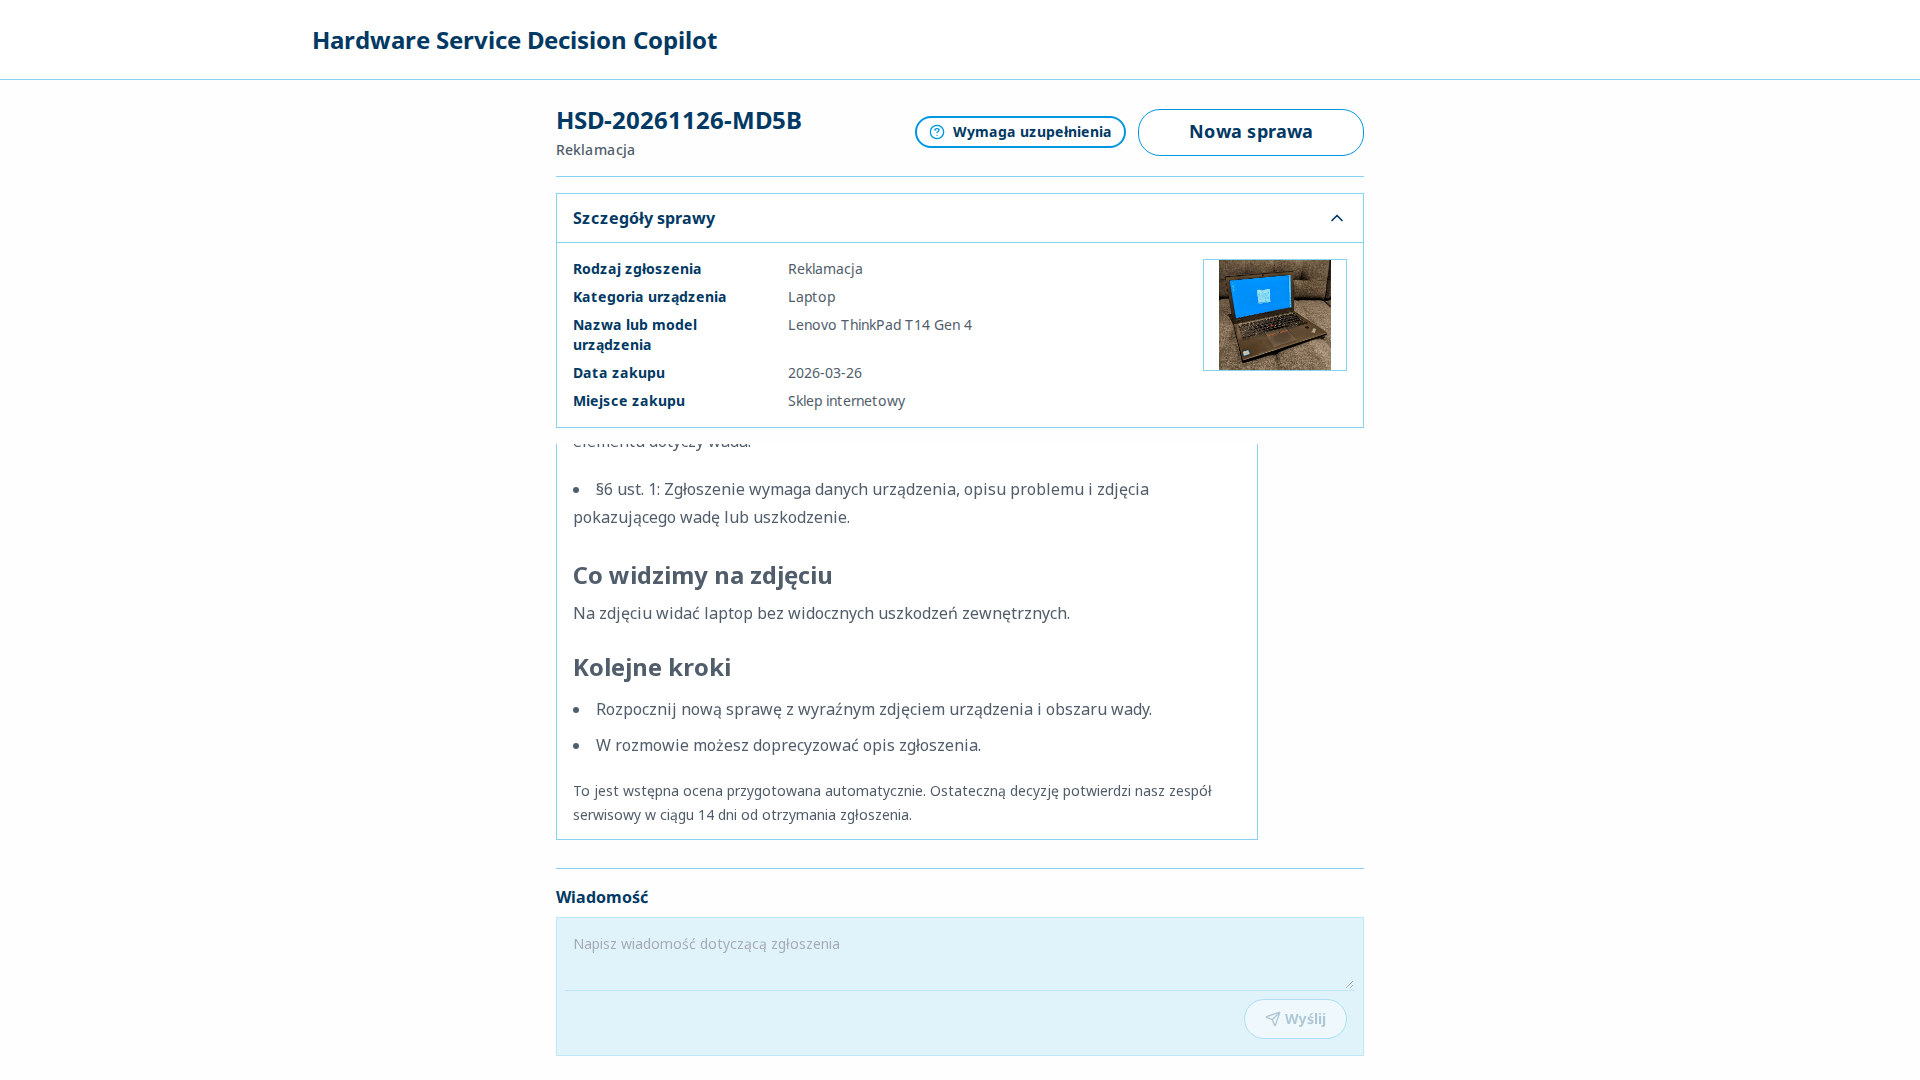 Hardware Service Decision Copilot
HSD-20261126-MD5B
Reklamacja
Wymaga uzupełnienia
Nowa sprawa
Szczegóły sprawy
Rodzaj zgłoszenia
Reklamacja
Kategoria urządzenia
Laptop
Nazwa lub model
urządzenia
Lenovo ThinkPad T14 Gen 4
Data zakupu
2026-03-26
Miejsce zakupu
Sklep internetowy
elementu dotyczy wada.
• §6 ust. 1: Zgłoszenie wymaga danych urządzenia, opisu problemu i zdjęcia
pokazującego wadę lub uszkodzenie.
Co widzimy na zdjęciu
Na zdjęciu widać laptop bez widocznych uszkodzeń zewnętrznych.
Kolejne kroki
• Rozpocznij nową sprawę z wyraźnym zdjęciem urządzenia i obszaru wady.
• W rozmowie możesz doprecyzować opis zgłoszenia.
To jest wstępna ocena przygotowana automatycznie. Ostateczną decyzję potwierdzi nasz zespół
serwisowy w ciągu 14 dni od otrzymania zgłoszenia.
Wiadomość
Napisz wiadomość dotyczącą zgłoszenia
Wyślij